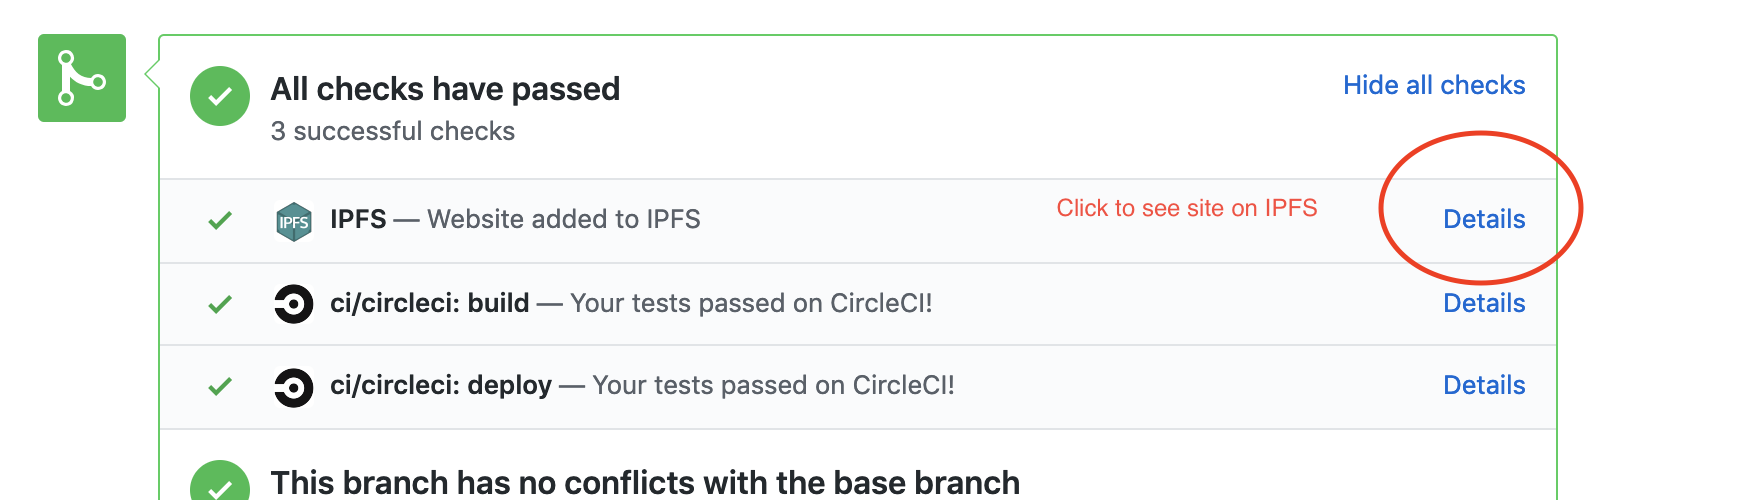 All checks have passed
Hide all checks
3 successful checks
Click to see site on IPFS
IPFS IPFS — Website added to IPFS
Details
ci/circleci: build — Your tests passed on CircleCI!
Details
ci/circleci: deploy — Your tests passed on CircleCI!
Details
This branch has no conflicts with the base branch